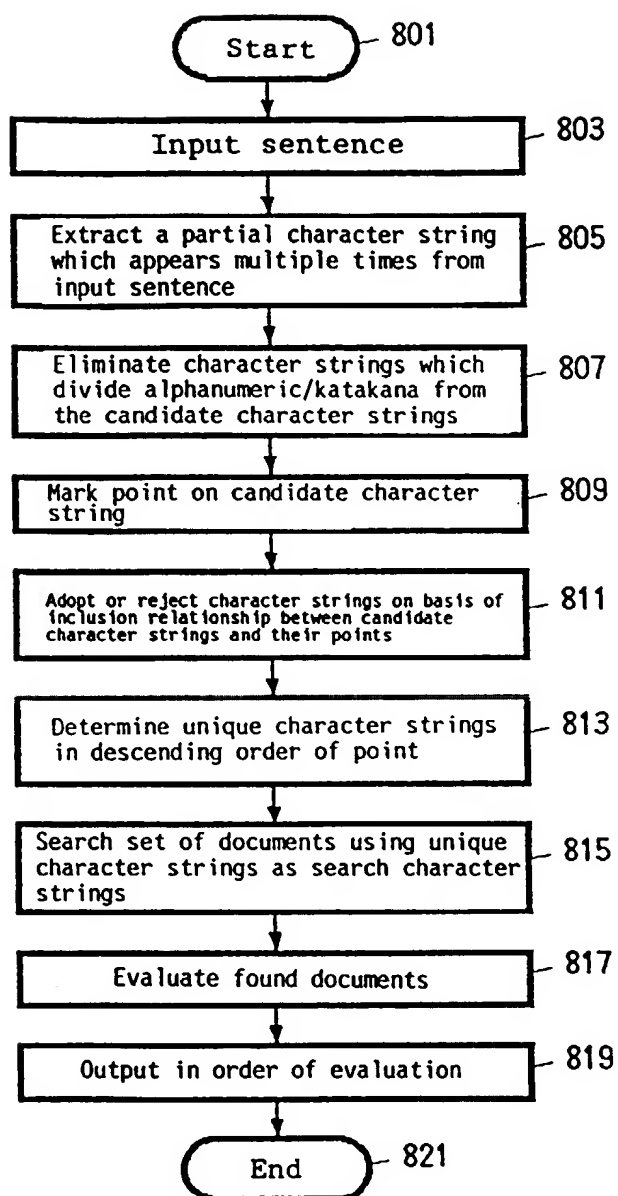 Start
801
Input sentence
803
Extract a partial character string
which appears multiple times from
input sentence
805
Eliminate character strings which
divide alphanumeric/katakana from
the candidate character strings
807
Mark point on candidate character
string
809
Adopt or reject character strings on basis of
inclusion relationship between candidate
character strings and their points
811
Determine unique character strings
in descending order of point
813
Search set of documents using unique
character strings as search character
strings
815
Evaluate found documents
817
Output in order of evaluation
819
End
821